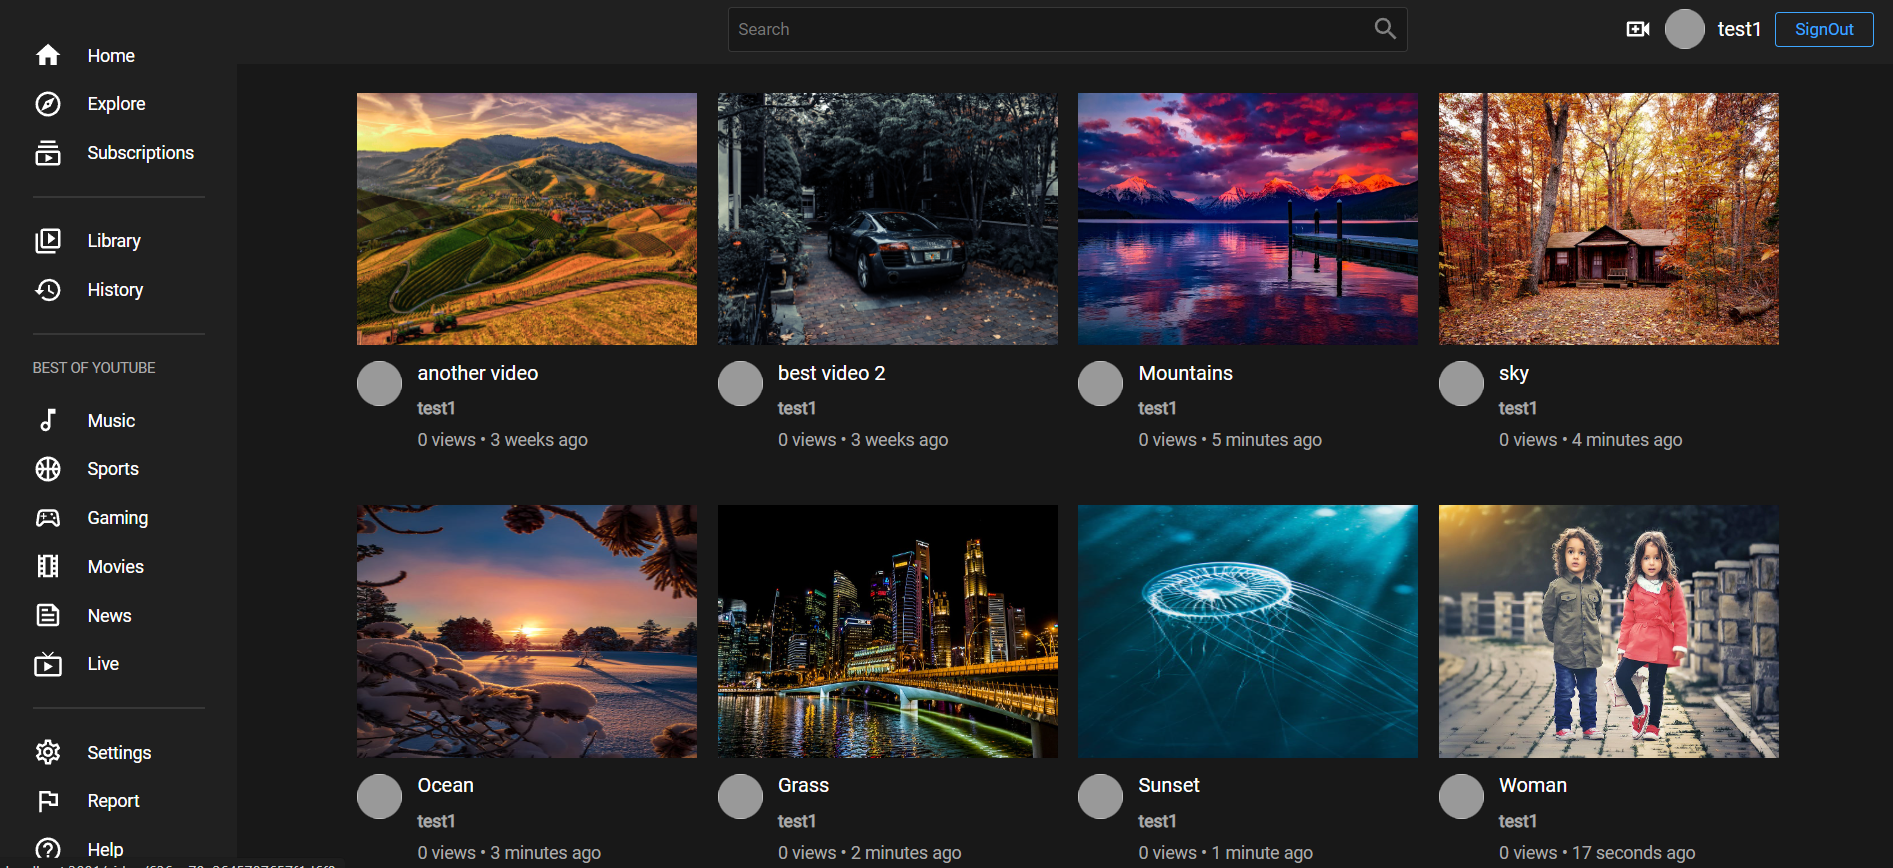 Search
test1
SignOut
Home
Explore
Subscriptions
Library
History
BEST OF YOUTUBE
Music
Sports
Gaming
Movies
News
Live
Settings
Report
Help
another video
test1
0 views • 3 weeks ago
best video 2
test1
0 views • 3 weeks ago
Mountains
test1
0 views • 5 minutes ago
sky
test1
0 views • 4 minutes ago
Ocean
test1
0 views • 3 minutes ago
Grass
test1
0 views • 2 minutes ago
Sunset
test1
0 views • 1 minute ago
Woman
test1
0 views • 17 seconds ago